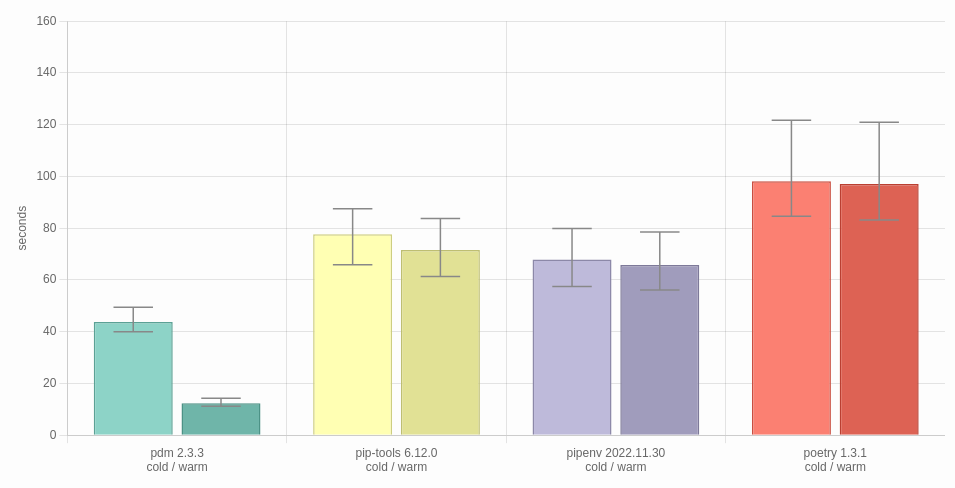 160
140
120
100
80
60
40
20
0
seconds
pdm 2.3.3
cold / warm
pip-tools 6.12.0
cold / warm
pipenv 2022.11.30
cold / warm
poetry 1.3.1
cold / warm